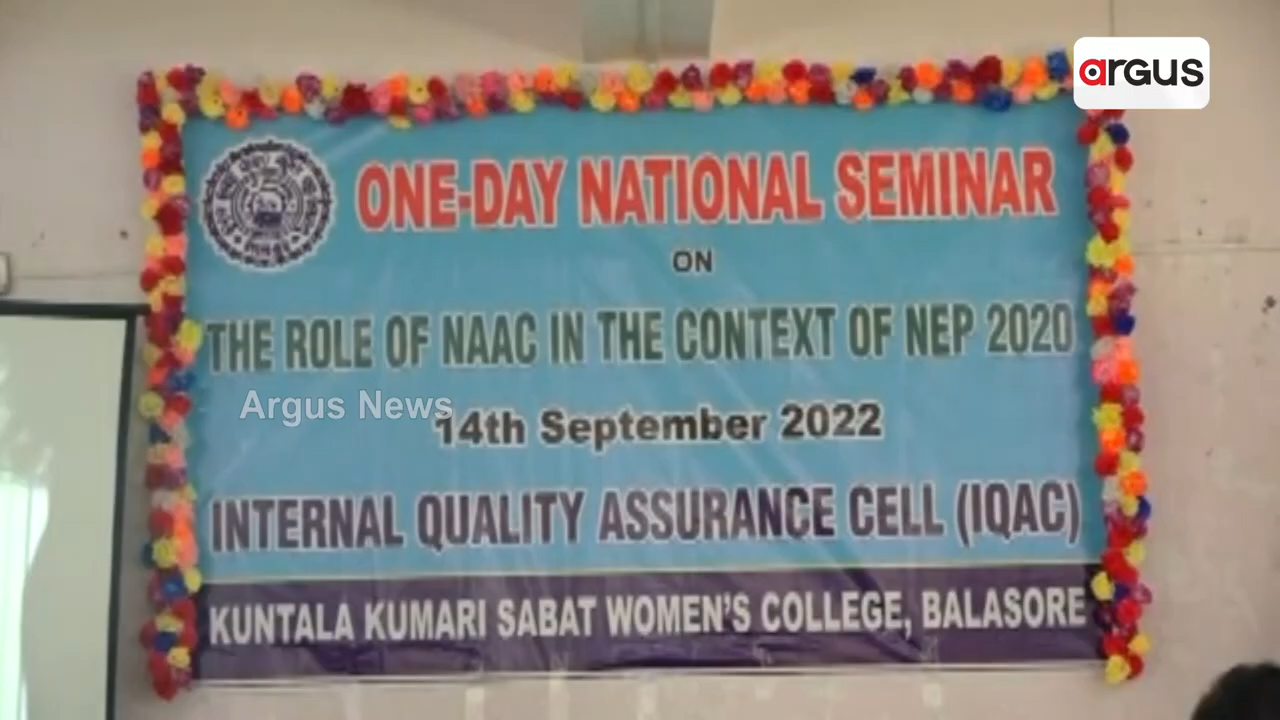 argus
ONE-DAY NATIONAL SEMINAR
ON
THE ROLE OF NAAC IN THE CONTEXT OF NEP 2020
Argus News
14th September 2022
INTERNAL QUALITY ASSURANCE CELL (IQAC)
KUNTALA KUMARI SABAT WOMEN'S COLLEGE, BALASORE